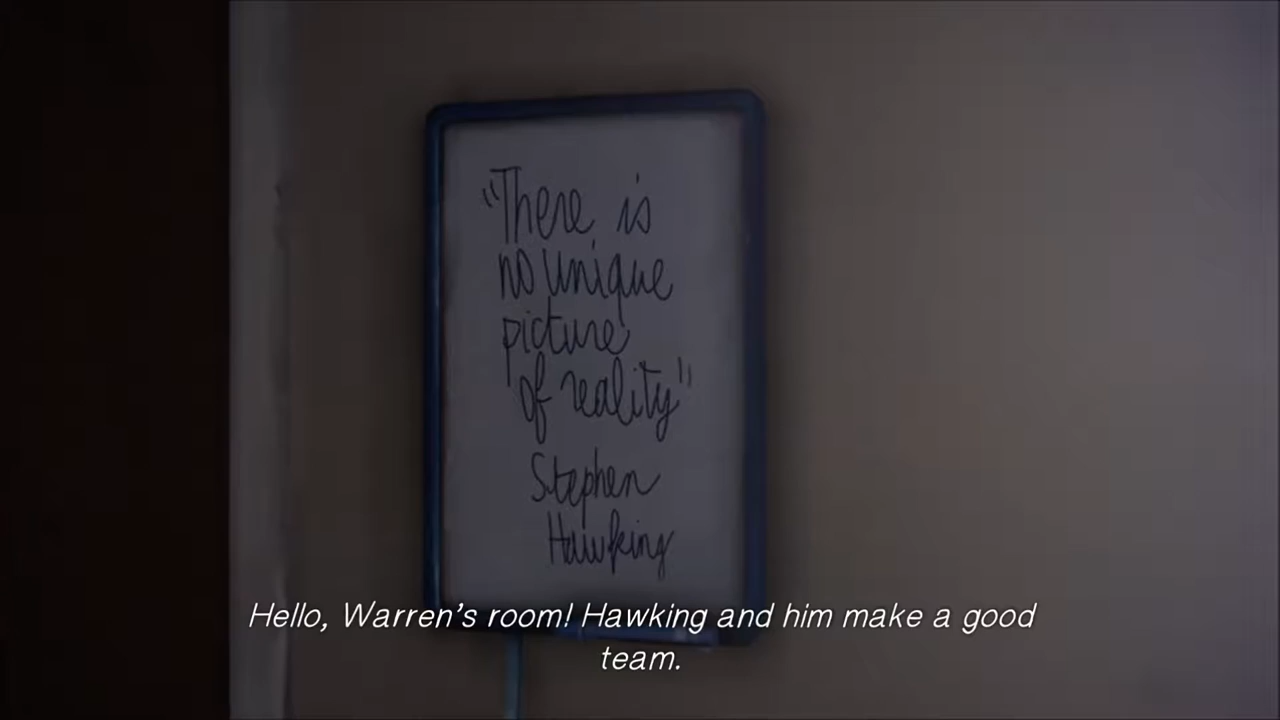 "There is
no unique
picture
of reality"
Stephen
Hawking
Hello, Warren's room! Hawking and him make a good
team.